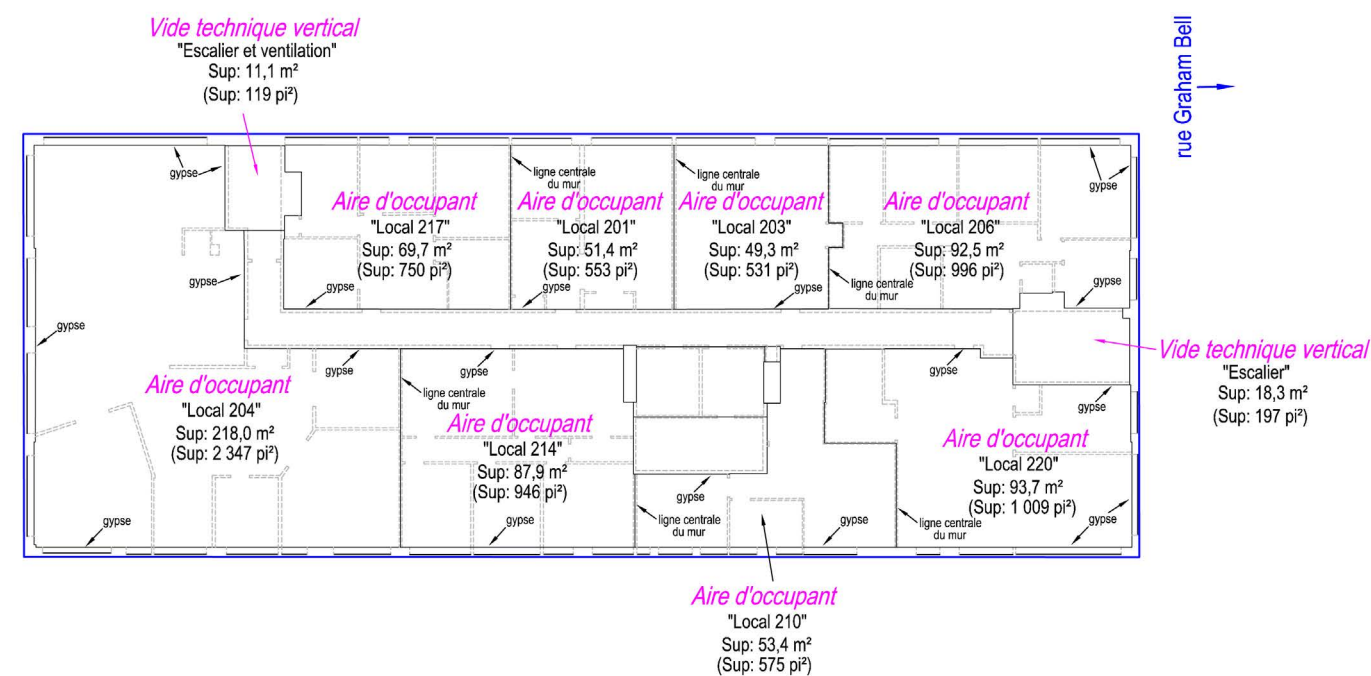 Vide technique vertical
"Escalier et ventilation"
Sup: 11,1 m²
(Sup: 119 pi²)
rue Graham Bell
gypse
ligne centrale
du mur
ligne centrale
du mur
gypse
Aire d'occupant
"Local 217"
Sup: 69,7 m²
(Sup: 750 pi²)
Aire d'occupant
"Local 201"
Sup: 51,4 m²
(Sup: 553 pi²)
Aire d'occupant
"Local 203"
Sup: 49,3 m²
(Sup: 531 pi²)
Aire d'occupant
"Local 206"
Sup: 92,5 m²
(Sup: 996 pi²)
gypse
ligne centrale
du mur
gypse
gypse
gypse
gypse
gypse
Vide technique vertical
"Escalier"
Sup: 18,3 m²
(Sup: 197 pi²)
gypse
gypse
gypse
gypse
Aire d'occupant
"Local 204"
Sup: 218,0 m²
(Sup: 2 347 pi²)
ligne centrale
du mur
Aire d'occupant
"Local 214"
Sup: 87,9 m²
(Sup: 946 pi²)
Aire d'occupant
"Local 220"
Sup: 93,7 m²
(Sup: 1 009 pi²)
gypse
gypse
gypse
ligne centrale
du mur
gypse
ligne centrale
du mur
gypse
Aire d'occupant
"Local 210"
Sup: 53,4 m²
(Sup: 575 pi²)